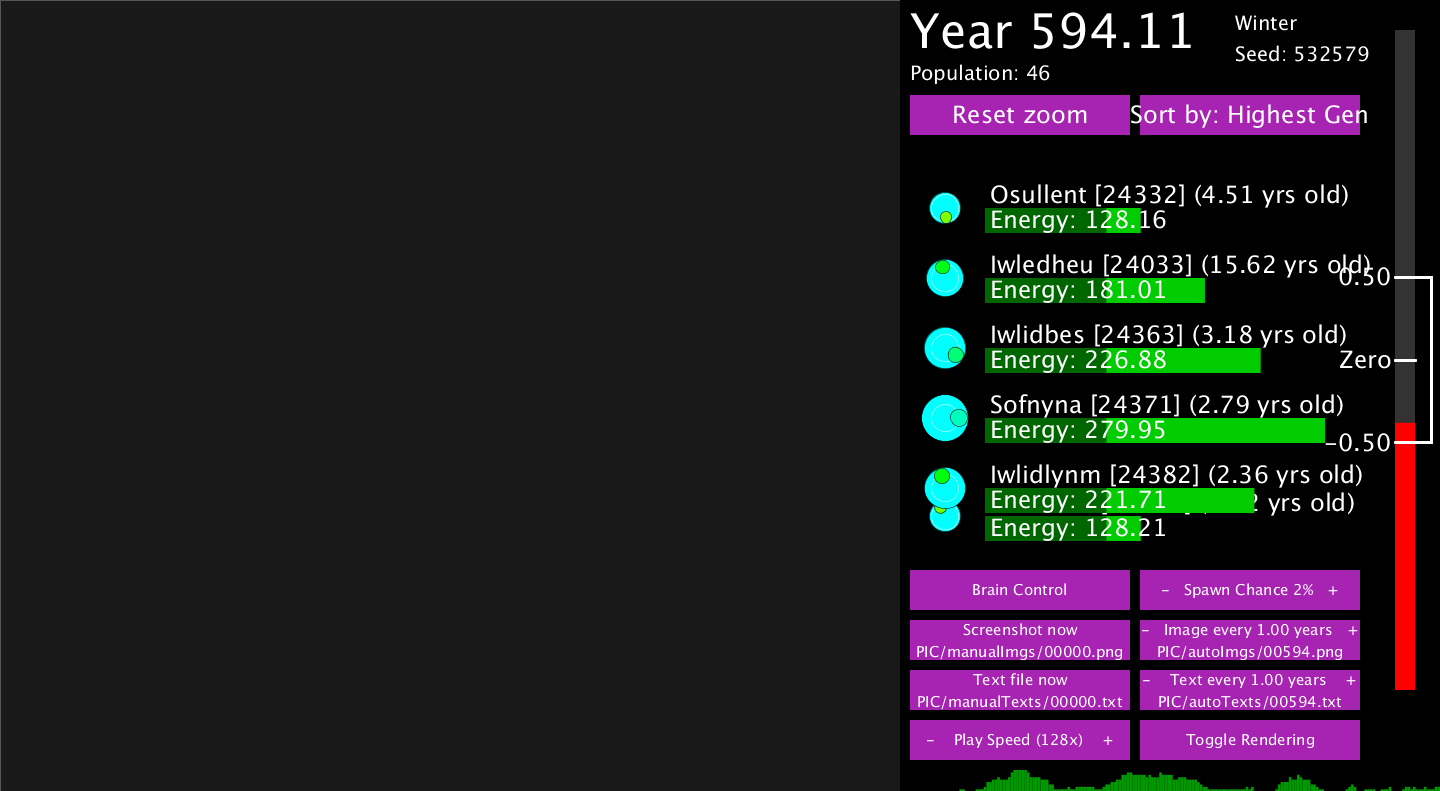 Year 594.11
Winter
Seed: 532579
Population: 46
Reset zoom
Sort by: Highest Gen
Osullent [24332] (4.51 yrs old)
Energy: 128.16
Iwledheu [24033] (15.62 yrs old)
Energy: 181.01
0.50
Iwlidbes [24363] (3.18 yrs old)
Energy: 226.88
Zero
Sofnyna [24371] (2.79 yrs old)
Energy: 279.95
-0.50
Iwlidlynm [24382] (2.36 yrs old)
Energy: 221.71
yrs old)
Energy: 128.21
Brain Control
- Spawn Chance 2% +
Screenshot now
PIC/manualImgs/00000.png
- Image every 1.00 years +
PIC/autoImgs/00594.png
Text file now
PIC/manualTexts/00000.txt
- Text every 1.00 years +
PIC/autoTexts/00594.txt
- Play Speed (128x) +
Toggle Rendering